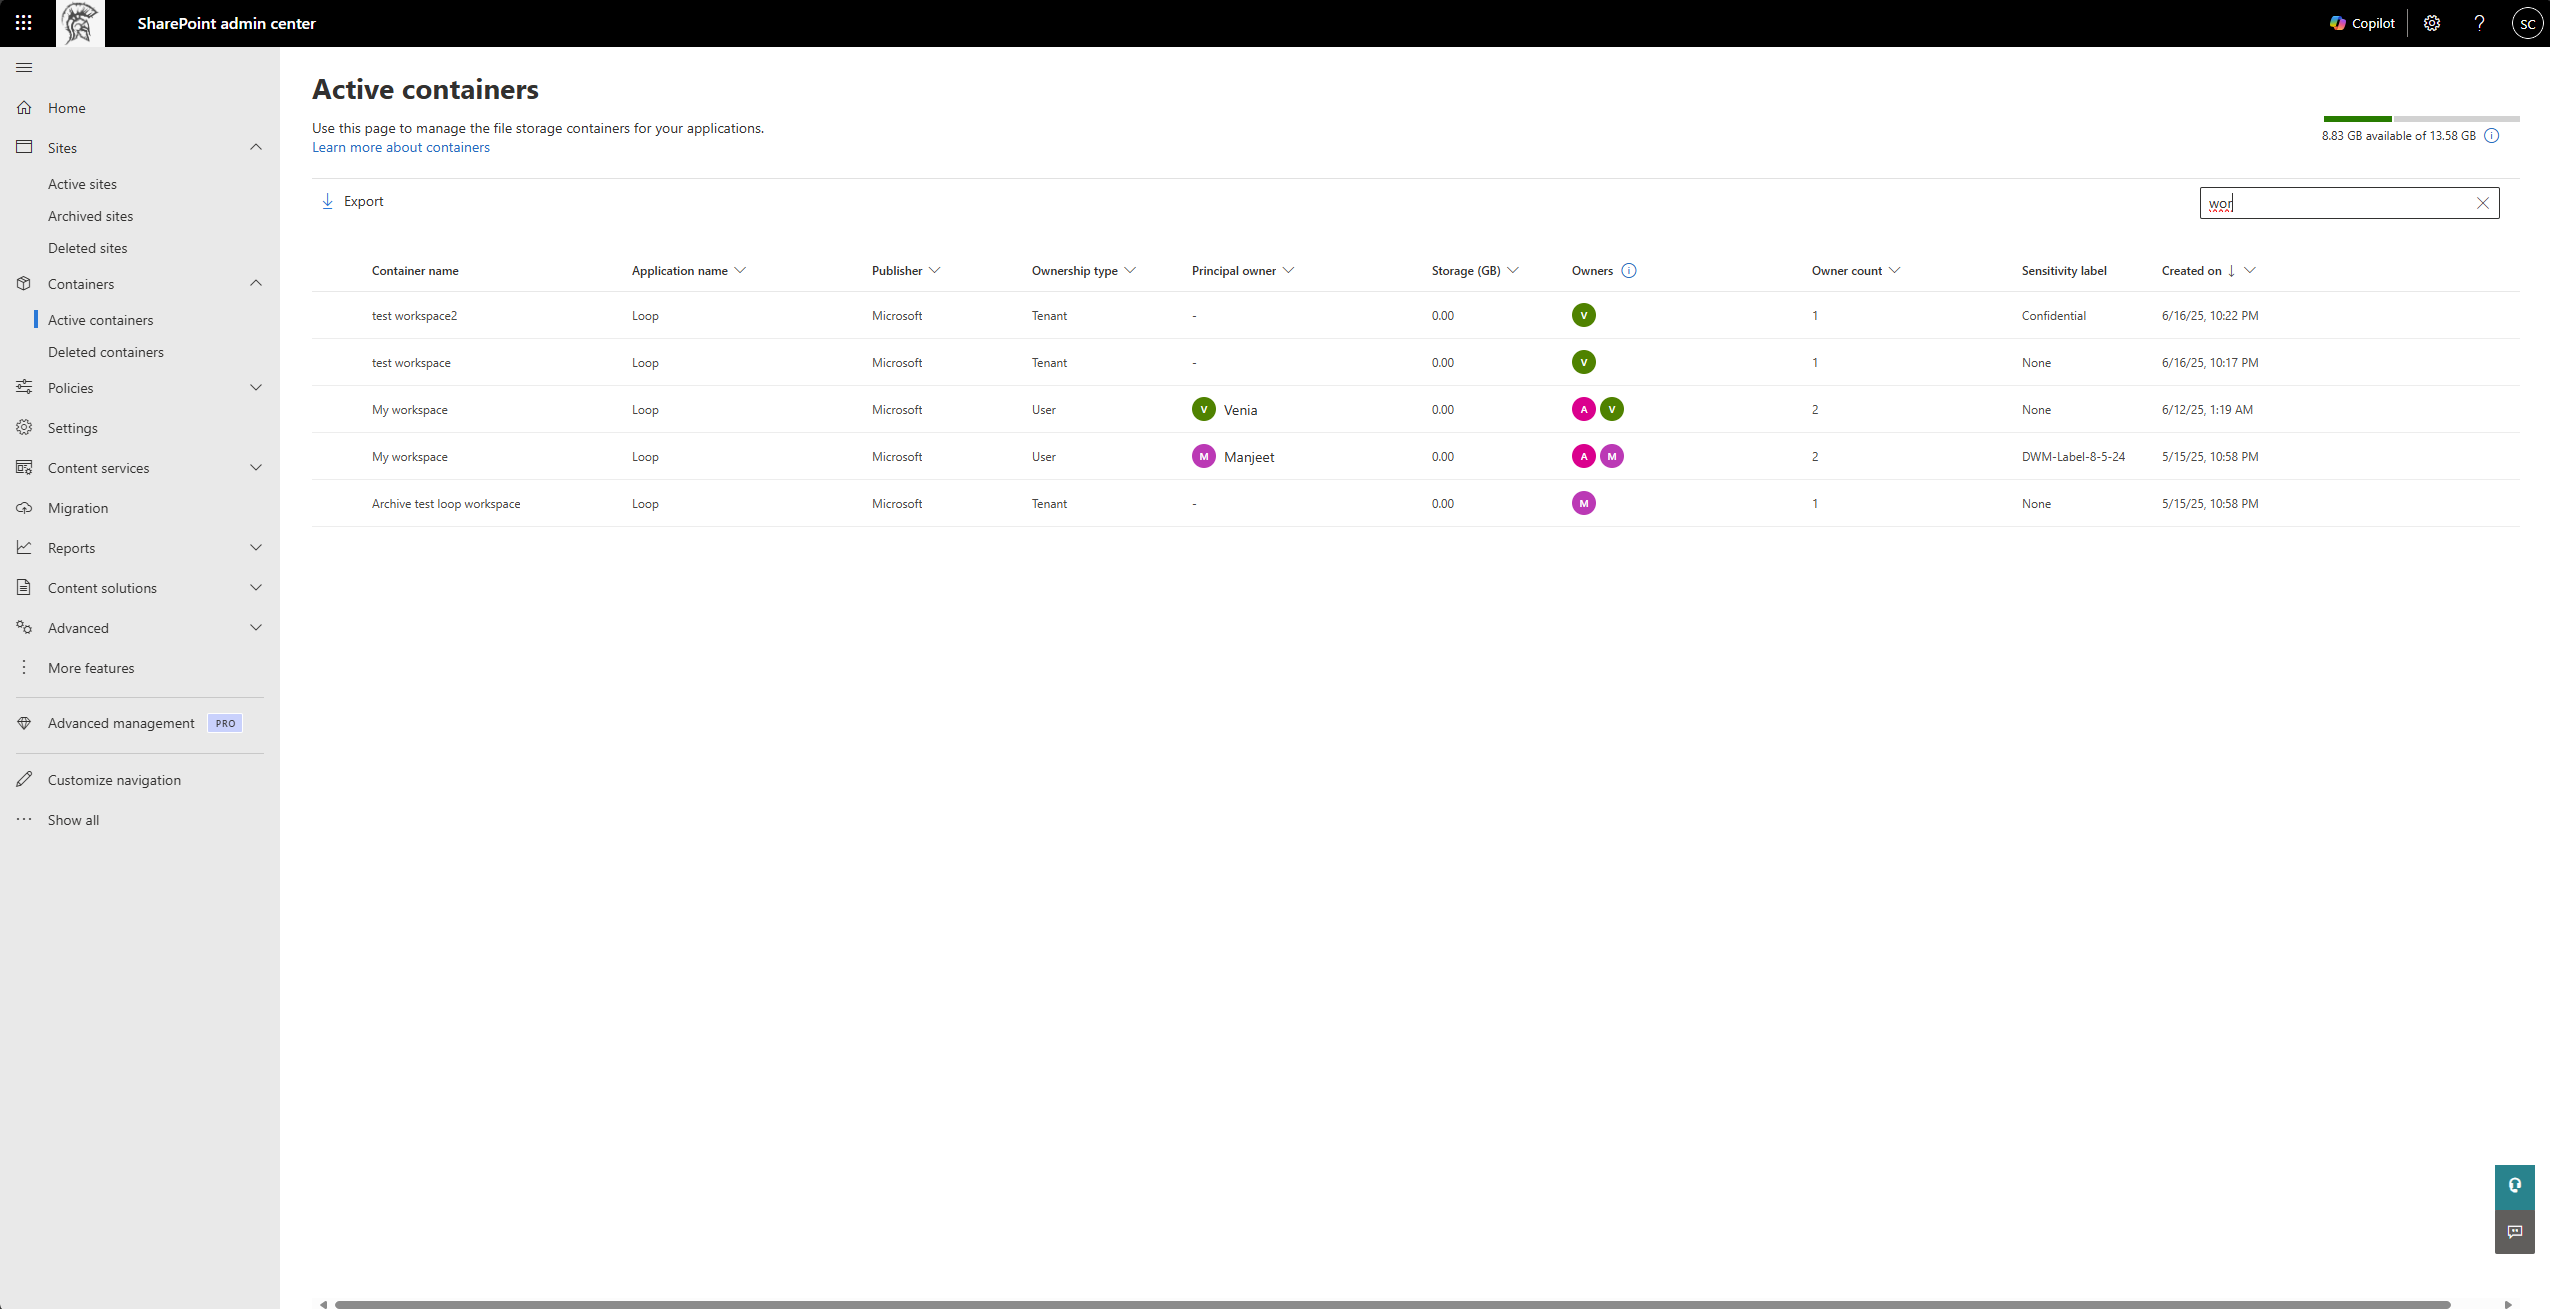 SharePoint admin center
Copilot
SC
Home
Sites
Active sites
Archived sites
Deleted sites
Containers
Active containers
Deleted containers
Policies
Settings
Content services
Migration
Reports
Content solutions
Advanced
More features
Advanced management PRO
Customize navigation
Show all
Active containers
Use this page to manage the file storage containers for your applications.
Learn more about containers
8.83 GB available of 13.58 GB
Export
wor
Container name Application name Publisher Ownership type Principal owner Storage (GB) Owners Owner count Sensitivity label Created on
test workspace2 Loop Microsoft Tenant - 0.00 V 1 Confidential 6/16/25, 10:22 PM
test workspace Loop Microsoft Tenant - 0.00 V 1 None 6/16/25, 10:17 PM
My workspace Loop Microsoft User V Venia 0.00 A V 2 None 6/12/25, 1:19 AM
My workspace Loop Microsoft User M Manjeet 0.00 A M 2 DWM-Label-8-5-24 5/15/25, 10:58 PM
Archive test loop workspace Loop Microsoft Tenant - 0.00 M 1 None 5/15/25, 10:58 PM